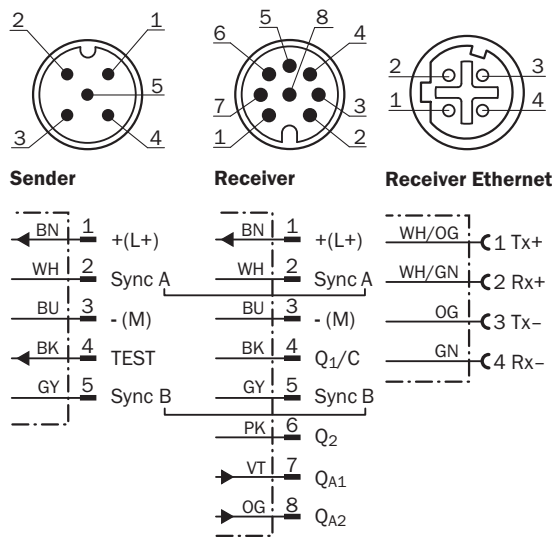 2 1
5
3 4
5 8
6 4
7 3
1 2
2 3
1 4
Sender
BN 1 +(L+)
WH 2 Sync A
BU 3 - (M)
BK 4 TEST
GY 5 Sync B
Receiver
BN 1 +(L+)
WH 2 Sync A
BU 3 - (M)
BK 4 Q1/C
GY 5 Sync B
PK 6 Q2
VT 7 QA1
OG 8 QA2
Receiver Ethernet
WH/OG 1 Tx+
WH/GN 2 Rx+
OG 3 Tx–
GN 4 Rx–